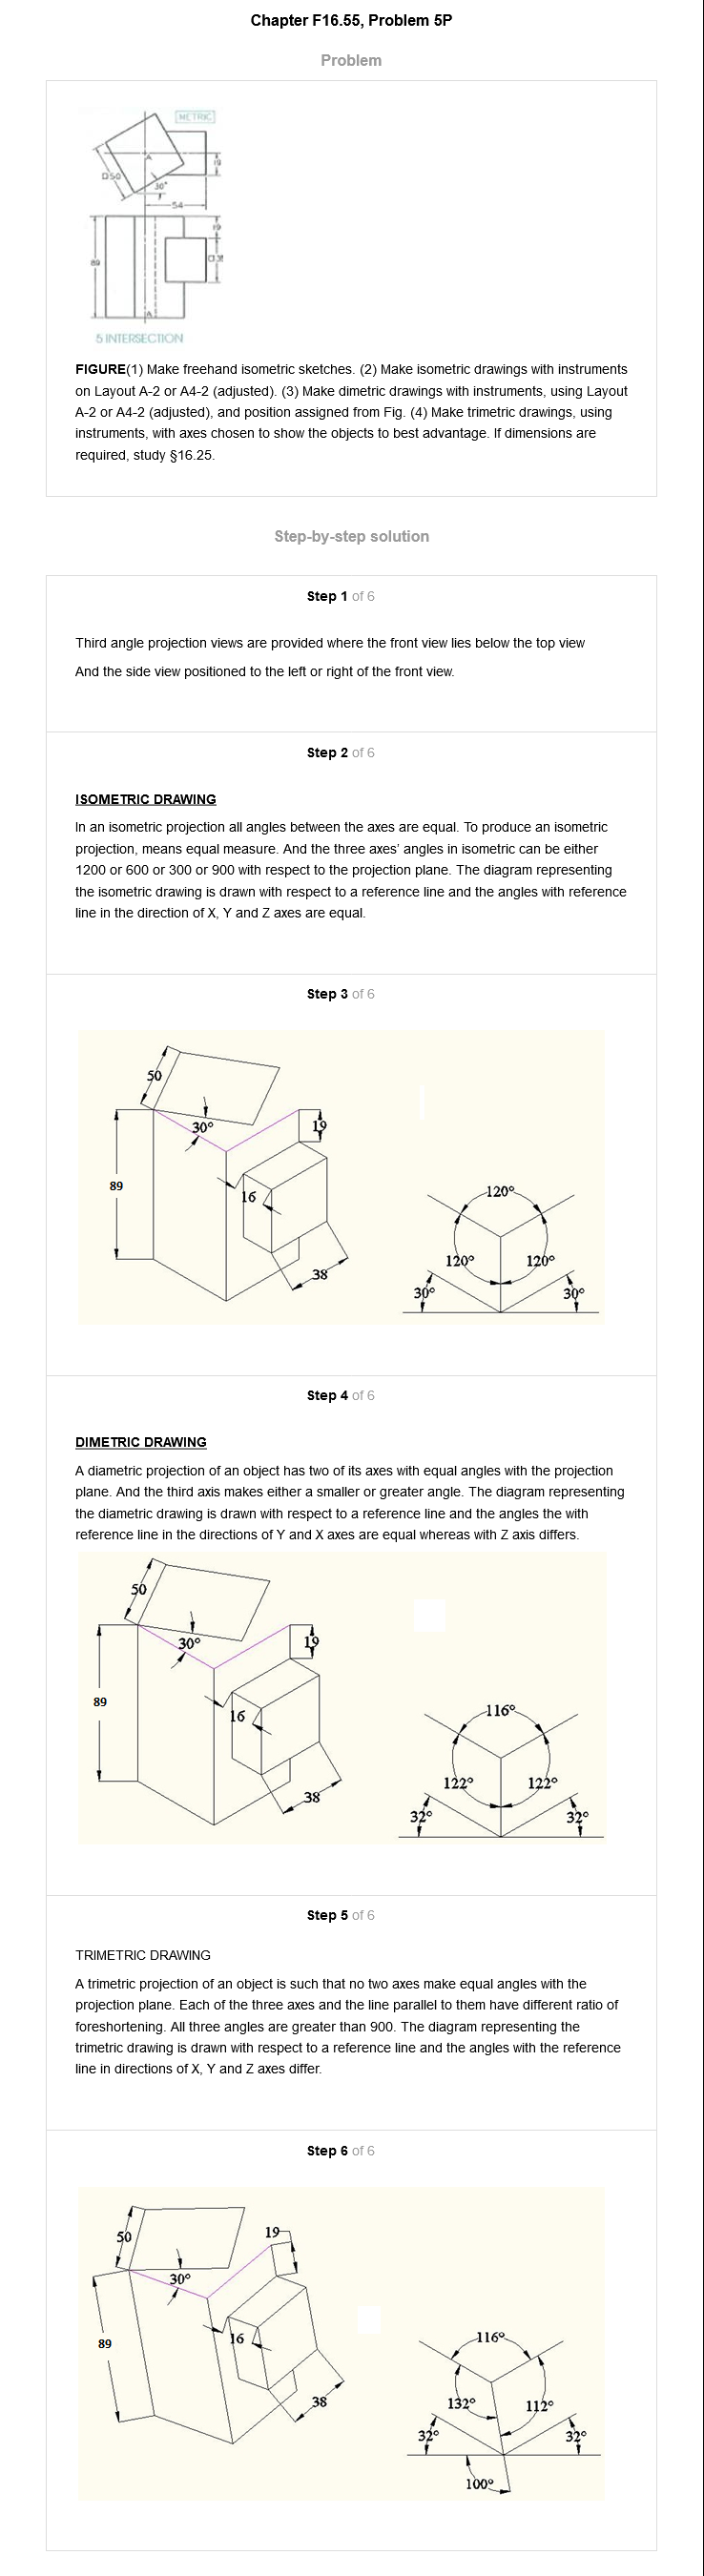 Chapter F16.55, Problem 5P
Problem
METRIC
A
D50
30°
19
54
19
89
A
5 INTERSECTION
FIGURE(1) Make freehand isometric sketches. (2) Make isometric drawings with instruments
on Layout A-2 or A4-2 (adjusted). (3) Make dimetric drawings with instruments, using Layout
A-2 or A4-2 (adjusted), and position assigned from Fig. (4) Make trimetric drawings, using
instruments, with axes chosen to show the objects to best advantage. If dimensions are
required, study §16.25.
Step-by-step solution
Step 1 of 6
Third angle projection views are provided where the front view lies below the top view
And the side view positioned to the left or right of the front view.
Step 2 of 6
ISOMETRIC DRAWING
In an isometric projection all angles between the axes are equal. To produce an isometric
projection, means equal measure. And the three axes' angles in isometric can be either
1200 or 600 or 300 or 900 with respect to the projection plane. The diagram representing
the isometric drawing is drawn with respect to a reference line and the angles with reference
line in the direction of X, Y and Z axes are equal.
Step 3 of 6
50
30°
19
89
16
38
120°
120°
120°
30°
30°
Step 4 of 6
DIMETRIC DRAWING
A diametric projection of an object has two of its axes with equal angles with the projection
plane. And the third axis makes either a smaller or greater angle. The diagram representing
the diametric drawing is drawn with respect to a reference line and the angles the with
reference line in the directions of Y and X axes are equal whereas with Z axis differs.
50
30°
19
89
16
38
116°
122°
122°
32°
32°
Step 5 of 6
TRIMETRIC DRAWING
A trimetric projection of an object is such that no two axes make equal angles with the
projection plane. Each of the three axes and the line parallel to them have different ratio of
foreshortening. All three angles are greater than 900. The diagram representing the
trimetric drawing is drawn with respect to a reference line and the angles with the reference
line in directions of X, Y and Z axes differ.
Step 6 of 6
50
30°
19
89
16
38
116°
132°
112°
32°
32°
100°